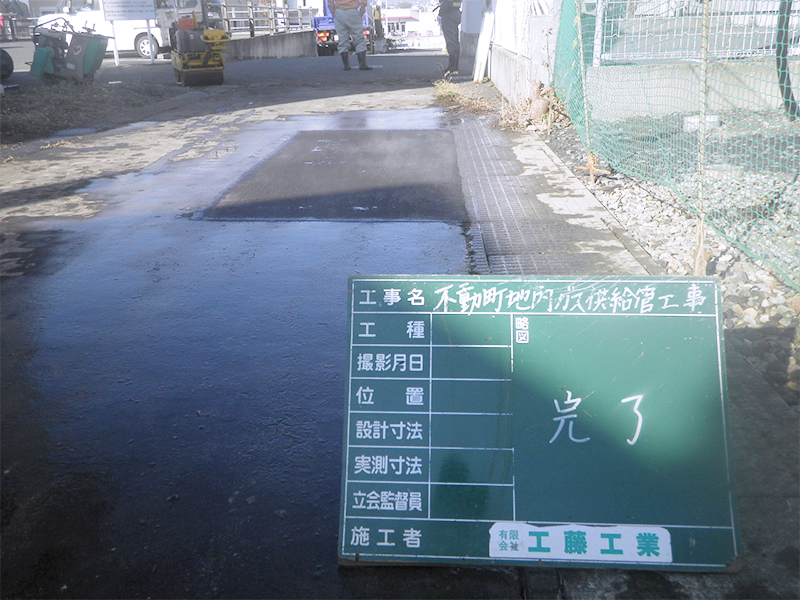 工事名 不動町地内ガス供給管工事
工種
略図
撮影月日
位置
完了
設計寸法
実測寸法
立会監督員
施工者 有限会社 工藤工業